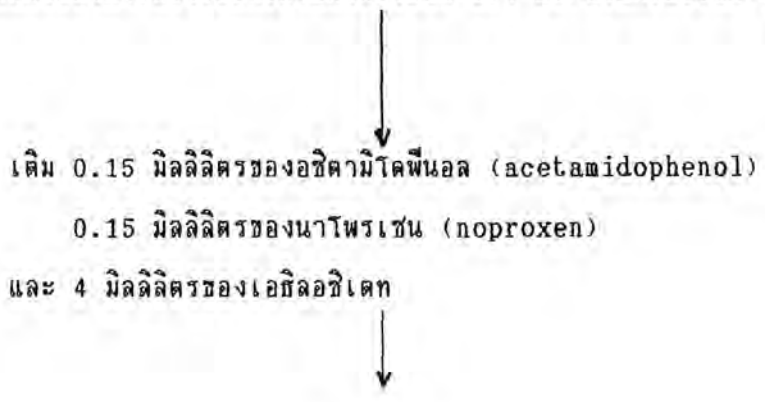 เติม 0.15 มิลลิลิตรของอซิตามิโดฟีนอล (acetamidophenol)
0.15 มิลลิลิตรของนาโพรเซน (noproxen)
และ 4 มิลลิลิตรของเอธิลอซิเตท